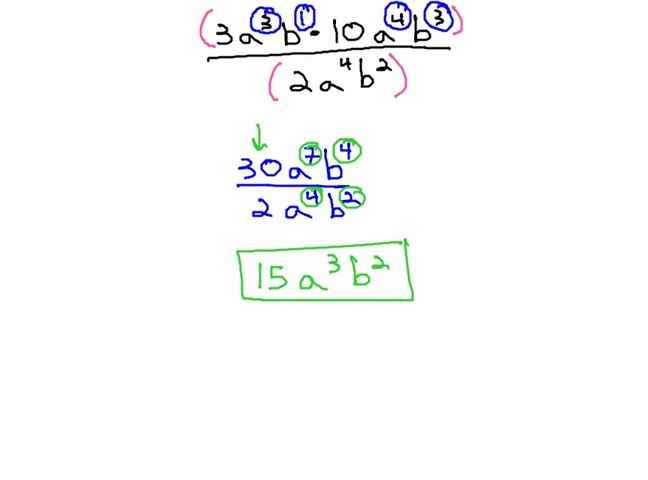 (3a³b¹ · 10a⁴b³)
(2a⁴b²)
30a⁷b⁴
2a⁴b²
15a³b²